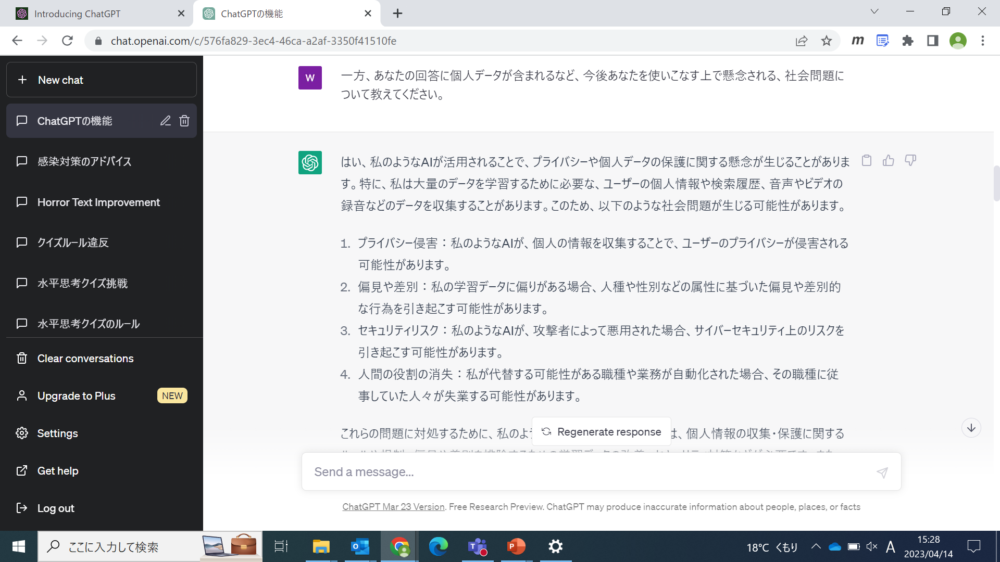 Introducing ChatGPT
ChatGPTの機能
chat.openai.com/c/576fa829-3ec4-46ca-a2af-3350f41510fe
m
New chat
ChatGPTの機能
感染対策のアドバイス
Horror Text Improvement
クイズルール違反
水平思考クイズ挑戦
水平思考クイズのルール
Clear conversations
Upgrade to Plus
NEW
Settings
Get help
Log out
W
一方、あなたの回答に個人データが含まれるなど、今後あなたを使いこなす上で懸念される、社会問題に
ついて教えてください。
はい、私のようなAIが活用されることで、プライバシーや個人データの保護に関する懸念が生じることがありま
す。特に、私は大量のデータを学習するために必要な、ユーザーの個人情報や検索履歴、音声やビデオの
録音などのデータを収集することがあります。このため、以下のような社会問題が生じる可能性があります。
1. プライバシー侵害：私のようなAIが、個人の情報を収集することで、ユーザーのプライバシーが侵害される
可能性があります。
2. 偏見や差別：私の学習データに偏りがある場合、人種や性別などの属性に基づいた偏見や差別的
な行為を引き起こす可能性があります。
3. セキュリティリスク：私のようなAIが、攻撃者によって悪用された場合、サイバーセキュリティ上のリスクを
引き起こす可能性があります。
4. 人間の役割の消失：私が代替する可能性がある職種や業務が自動化された場合、その職種に従
事していた人々が失業する可能性があります。
これらの問題に対処するために、私のよ
は、個人情報の収集・保護に関する
Regenerate response
Send a message...
ChatGPT Mar 23 Version. Free Research Preview. ChatGPT may produce inaccurate information about people, places, or facts
ここに入力して検索
18°C くもり
A
15:28
2023/04/14